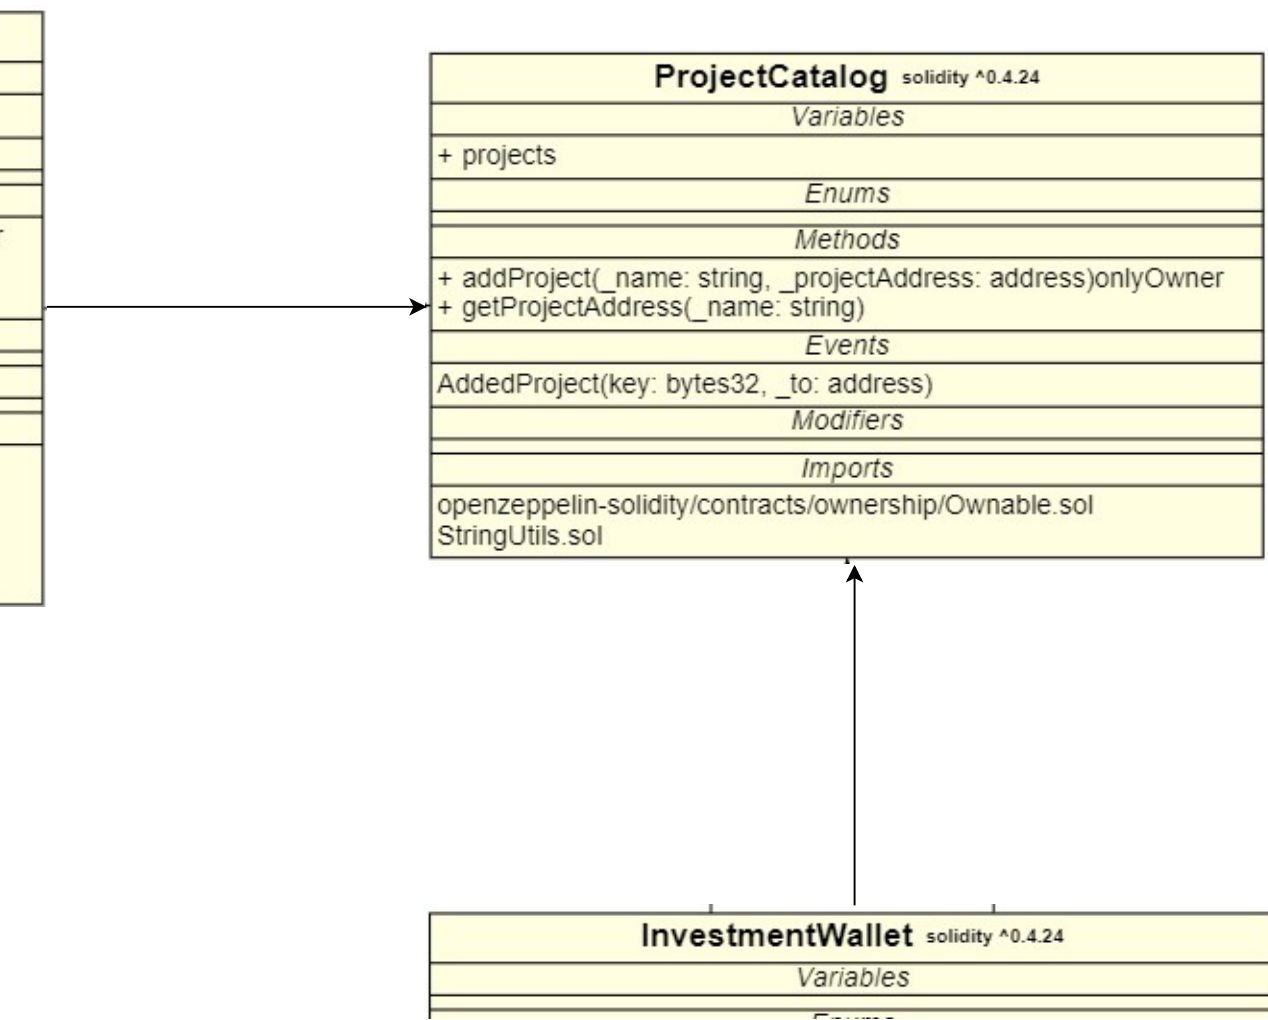 ProjectCatalog solidity ^0.4.24
Variables
+ projects
Enums
Methods
+ addProject(_name: string, _projectAddress: address)onlyOwner
+ getProjectAddress(_name: string)
Events
AddedProject(key: bytes32, _to: address)
Modifiers
Imports
openzeppelin-solidity/contracts/ownership/Ownable.sol
StringUtils.sol
InvestmentWallet solidity ^0.4.24
Variables
Enums